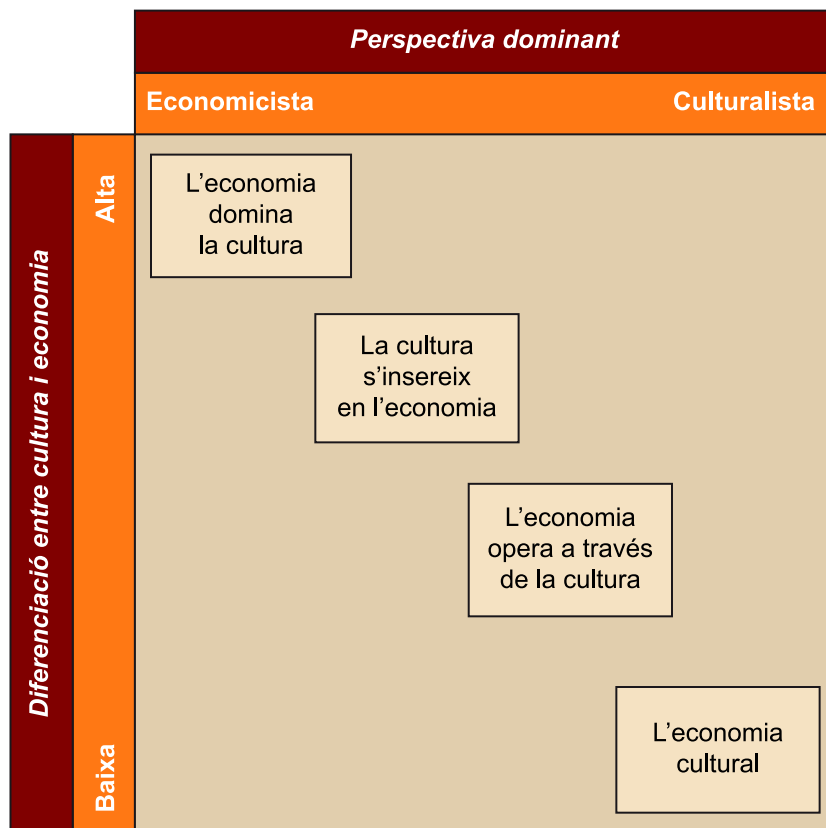 Perspectiva dominant
Economicista
Culturalista
Diferenciació entre cultura i economia
Alta
Baixa
L’economia
domina
la cultura
La cultura
s’insereix
en l’economia
L’economia
opera a través
de la cultura
L’economia
cultural